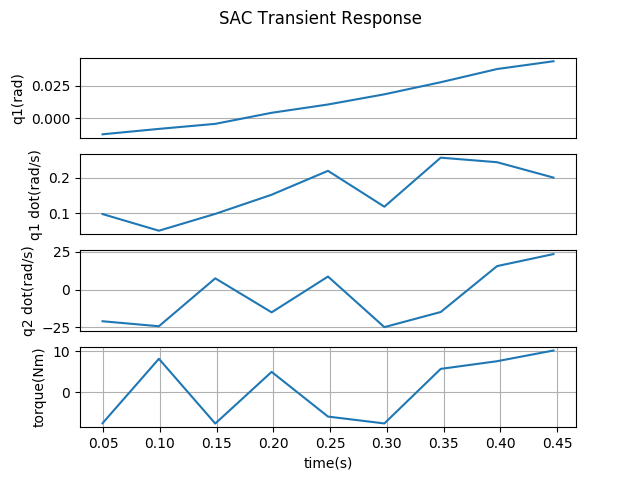 SAC Transient Response
q1(rad)
0.025
0.000
q1 dot(rad/s)
0.2
0.1
q2 dot(rad/s)
25
0
−25
torque(Nm)
10
0
0.05 0.10 0.15 0.20 0.25 0.30 0.35 0.40 0.45
time(s)